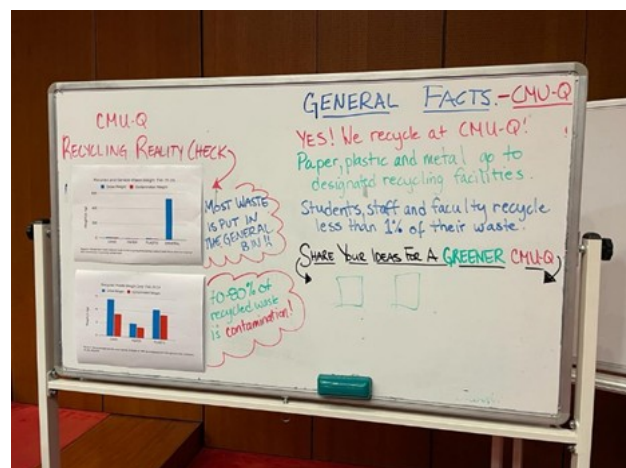 CMU-Q
RECYCLING REALITY CHECK
MOST WASTE
IS PUT IN
THE GENERAL
BIN!!
70-80% of
recycled waste
is contamination!
GENERAL FACTS.-CMU-Q
YES! We recycle at CMU-Q!
Paper, plastic and metal go to
designated recycling facilities.
Students, staff and faculty recycle
less than 1% of their waste.
SHARE YOUR IDEAS FOR A GREENER CMU-Q